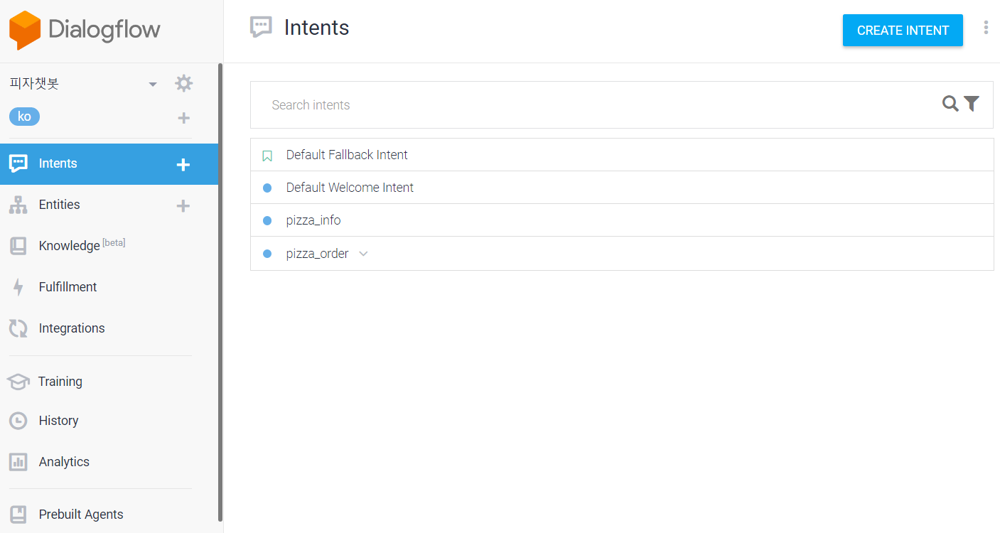 Dialogflow
피자챗봇
ko
Intents
Entities
Knowledge [beta]
Fulfillment
Integrations
Training
History
Analytics
Prebuilt Agents
Intents
CREATE INTENT
Search intents
Default Fallback Intent
Default Welcome Intent
pizza_info
pizza_order